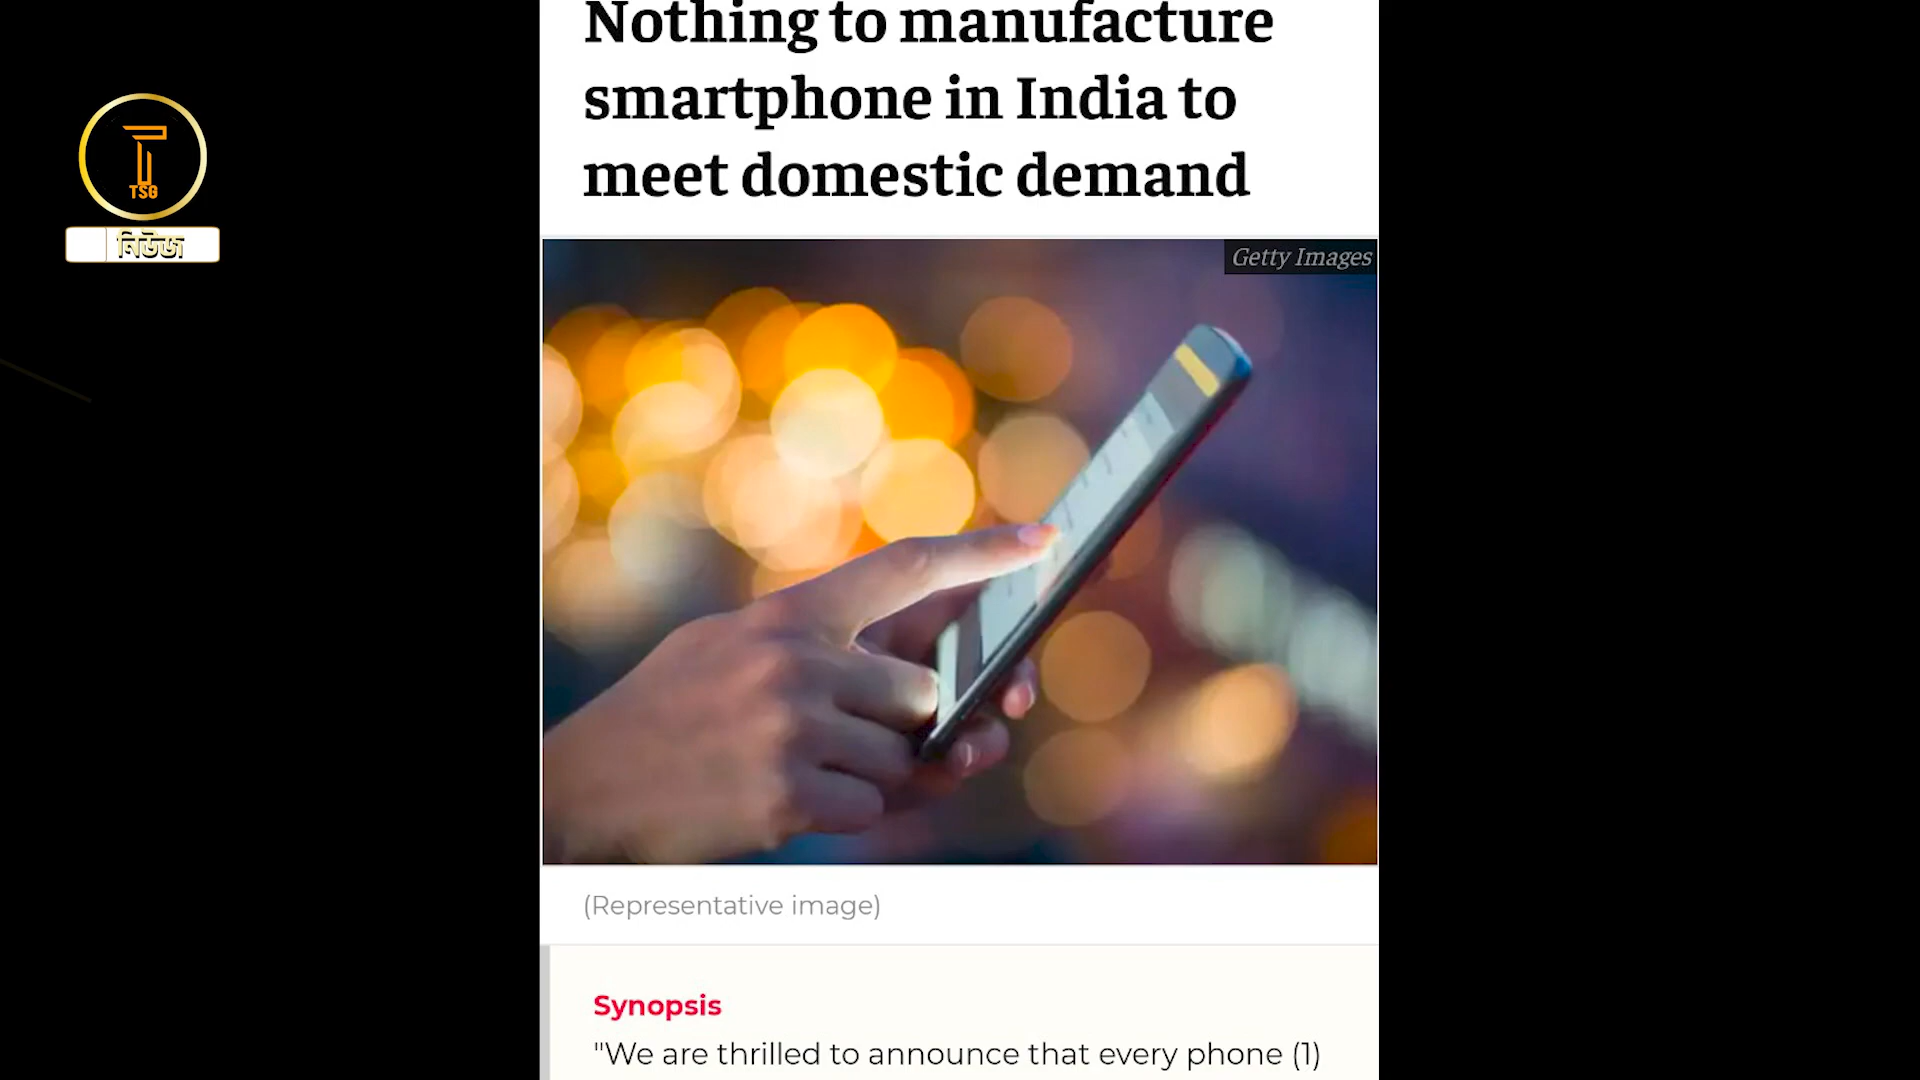 Nothing to manufacture
smartphone in India to
meet domestic demand
TSG
নিউজ
Getty Images
(Representative image)
Synopsis
"We are thrilled to announce that every phone (1)